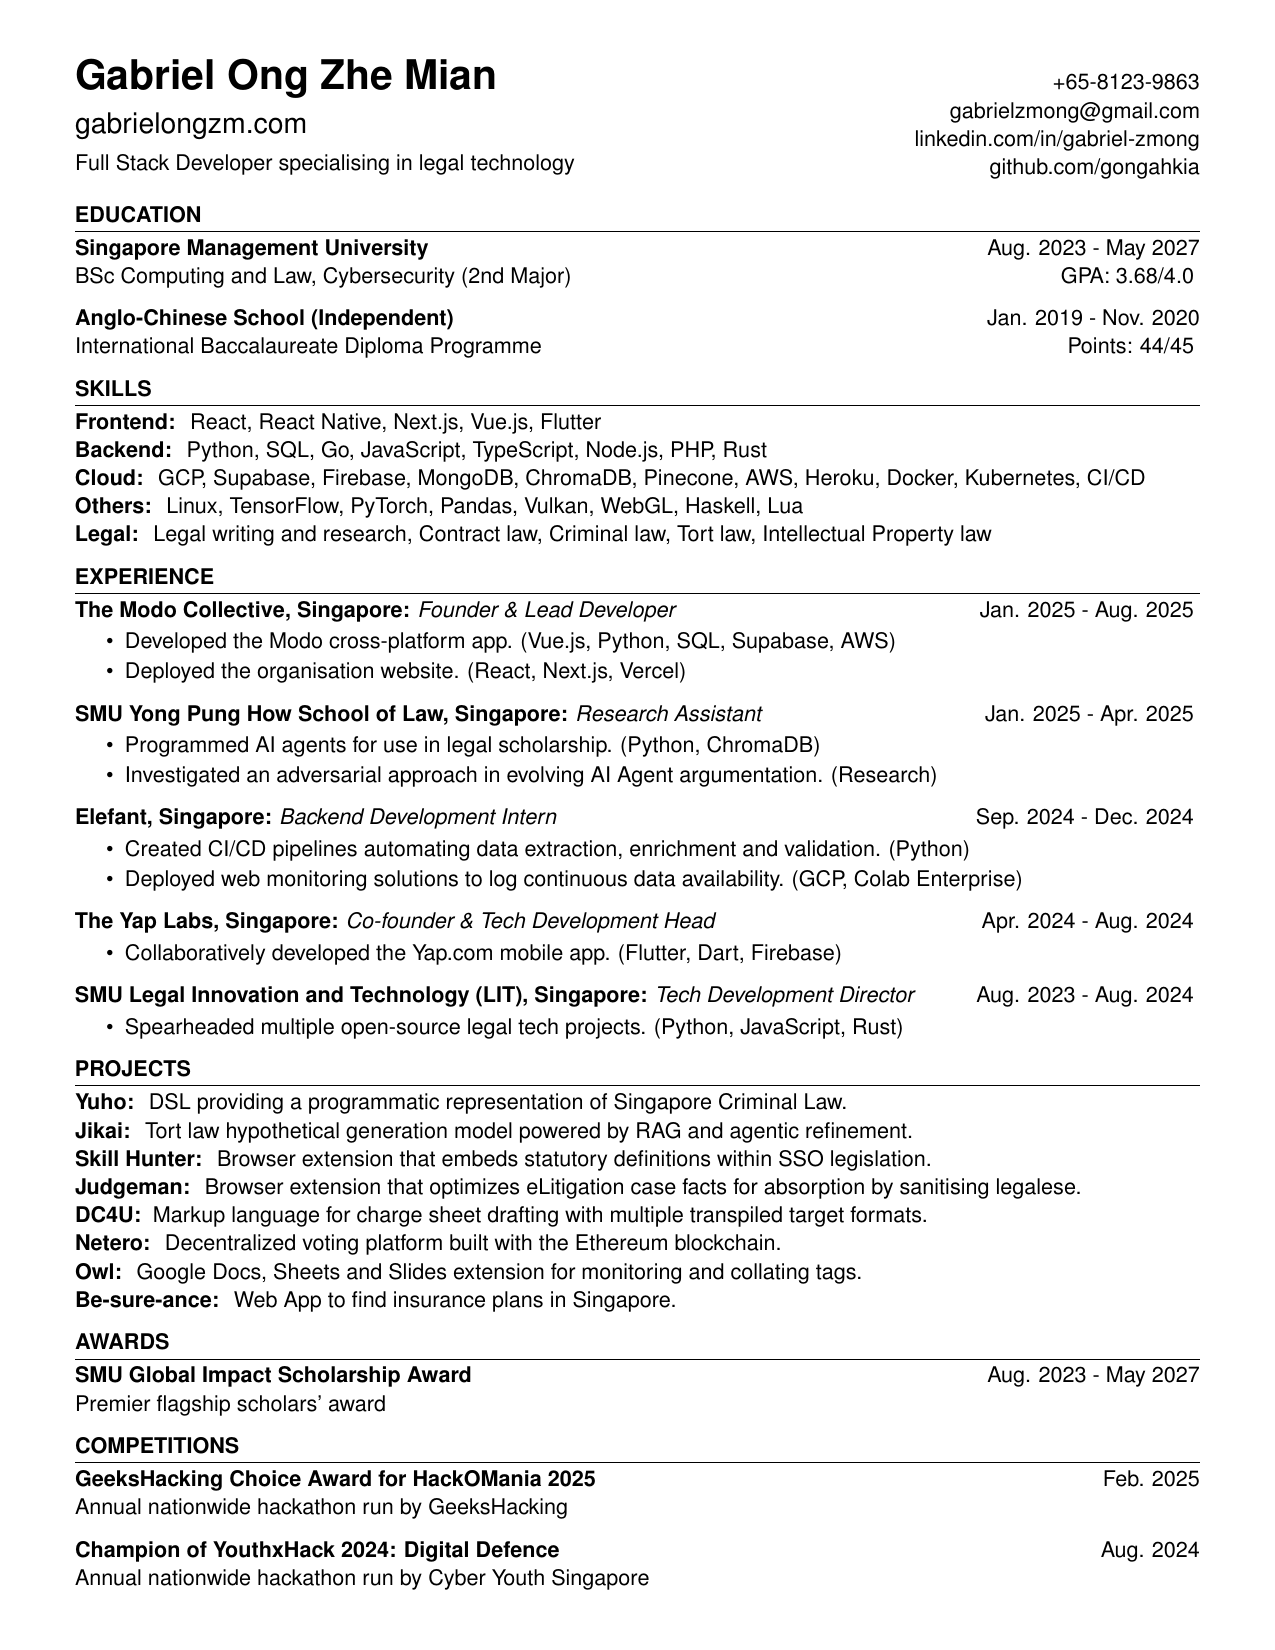 Gabriel Ong Zhe Mian
gabrielongzm.com
Full Stack Developer specialising in legal technology
+65-8123-9863
gabrielzmong@gmail.com
linkedin.com/in/gabriel-zmong
github.com/gongahkia
EDUCATION
Singapore Management University Aug. 2023 - May 2027
BSc Computing and Law, Cybersecurity (2nd Major) GPA: 3.68/4.0
Anglo-Chinese School (Independent) Jan. 2019 - Nov. 2020
International Baccalaureate Diploma Programme Points: 44/45
SKILLS
Frontend: React, React Native, Next.js, Vue.js, Flutter
Backend: Python, SQL, Go, JavaScript, TypeScript, Node.js, PHP, Rust
Cloud: GCP, Supabase, Firebase, MongoDB, ChromaDB, Pinecone, AWS, Heroku, Docker, Kubernetes, CI/CD
Others: Linux, TensorFlow, PyTorch, Pandas, Vulkan, WebGL, Haskell, Lua
Legal: Legal writing and research, Contract law, Criminal law, Tort law, Intellectual Property law
EXPERIENCE
The Modo Collective, Singapore: Founder & Lead Developer Jan. 2025 - Aug. 2025
• Developed the Modo cross-platform app. (Vue.js, Python, SQL, Supabase, AWS)
• Deployed the organisation website. (React, Next.js, Vercel)
SMU Yong Pung How School of Law, Singapore: Research Assistant Jan. 2025 - Apr. 2025
• Programmed AI agents for use in legal scholarship. (Python, ChromaDB)
• Investigated an adversarial approach in evolving AI Agent argumentation. (Research)
Elefant, Singapore: Backend Development Intern Sep. 2024 - Dec. 2024
• Created CI/CD pipelines automating data extraction, enrichment and validation. (Python)
• Deployed web monitoring solutions to log continuous data availability. (GCP, Colab Enterprise)
The Yap Labs, Singapore: Co-founder & Tech Development Head Apr. 2024 - Aug. 2024
• Collaboratively developed the Yap.com mobile app. (Flutter, Dart, Firebase)
SMU Legal Innovation and Technology (LIT), Singapore: Tech Development Director Aug. 2023 - Aug. 2024
• Spearheaded multiple open-source legal tech projects. (Python, JavaScript, Rust)
PROJECTS
Yuho: DSL providing a programmatic representation of Singapore Criminal Law.
Jikai: Tort law hypothetical generation model powered by RAG and agentic refinement.
Skill Hunter: Browser extension that embeds statutory definitions within SSO legislation.
Judgeman: Browser extension that optimizes eLitigation case facts for absorption by sanitising legalese.
DC4U: Markup language for charge sheet drafting with multiple transpiled target formats.
Netero: Decentralized voting platform built with the Ethereum blockchain.
Owl: Google Docs, Sheets and Slides extension for monitoring and collating tags.
Be-sure-ance: Web App to find insurance plans in Singapore.
AWARDS
SMU Global Impact Scholarship Award Aug. 2023 - May 2027
Premier flagship scholars' award
COMPETITIONS
GeeksHacking Choice Award for HackOMania 2025 Feb. 2025
Annual nationwide hackathon run by GeeksHacking
Champion of YouthxHack 2024: Digital Defence Aug. 2024
Annual nationwide hackathon run by Cyber Youth Singapore